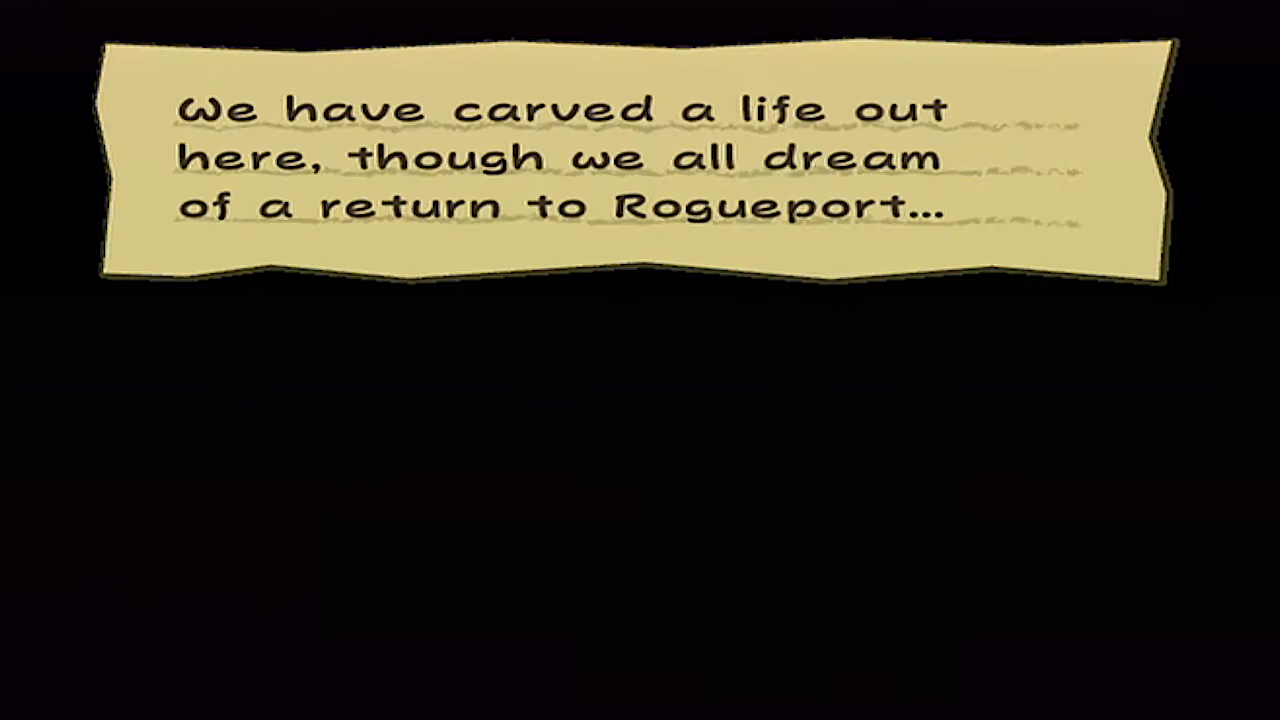 We have carved a life out
here, though we all dream
of a return to Rogueport...